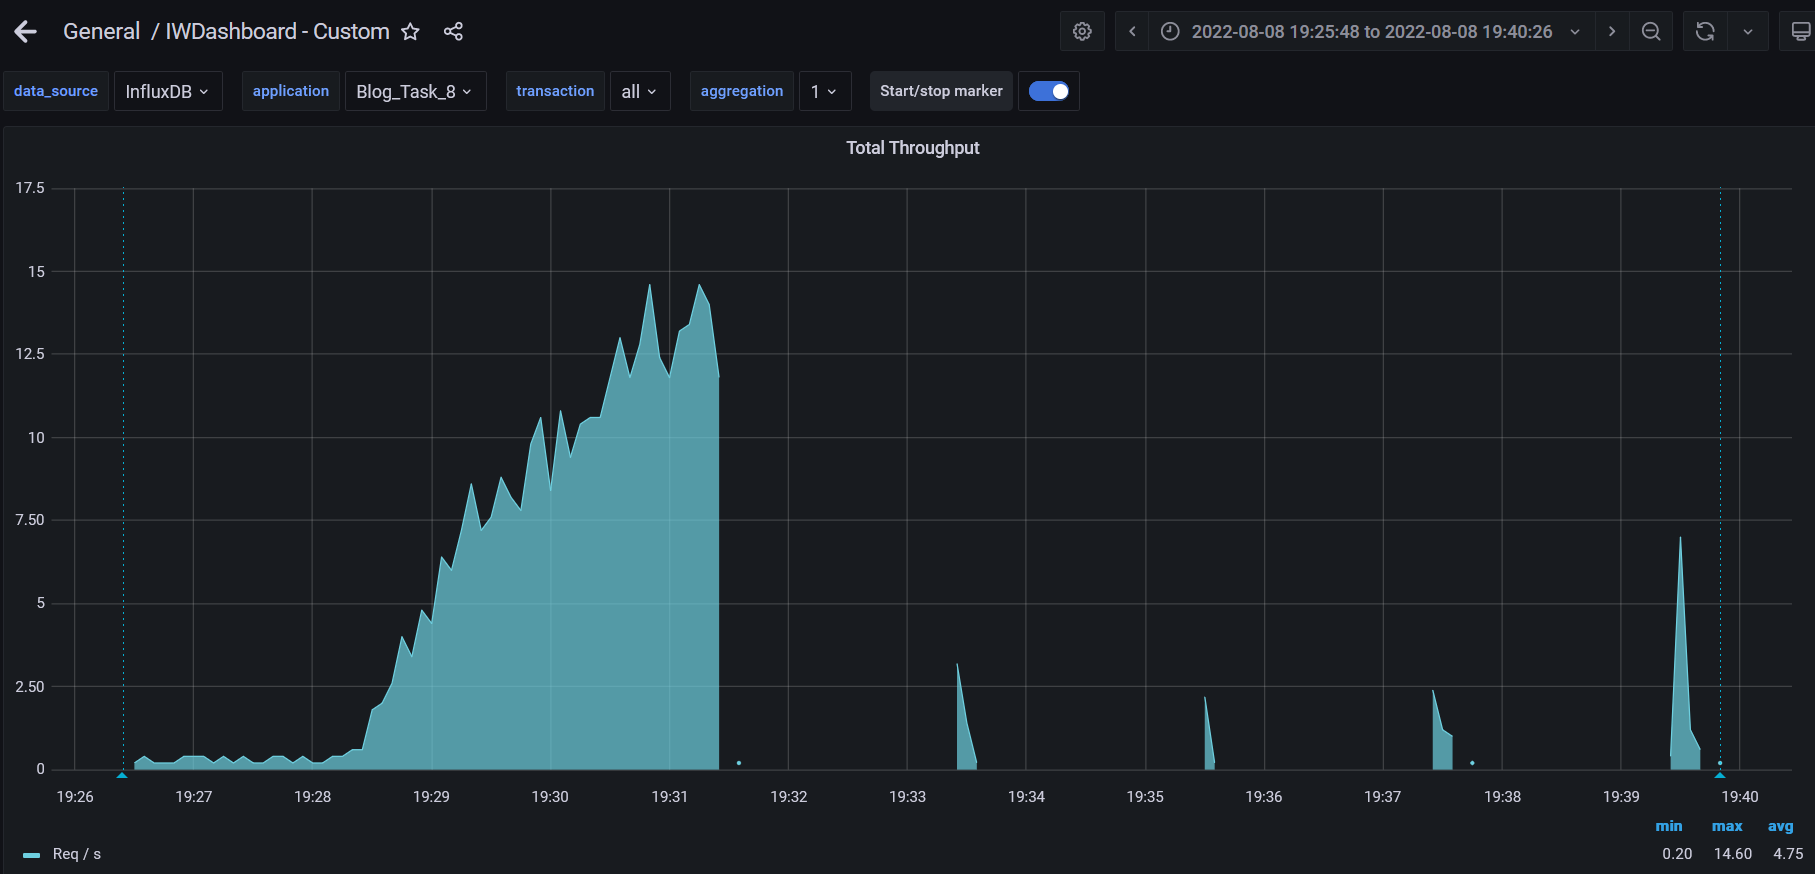 General / IWDashboard - Custom
2022-08-08 19:25:48 to 2022-08-08 19:40:26
data_source InfluxDB application Blog_Task_8 transaction all aggregation 1 Start/stop marker
Total Throughput
17.5
15
12.5
10
7.50
5
2.50
0
19:26 19:27 19:28 19:29 19:30 19:31 19:32 19:33 19:34 19:35 19:36 19:37 19:38 19:39 19:40
min max avg
Req / s 0.20 14.60 4.75